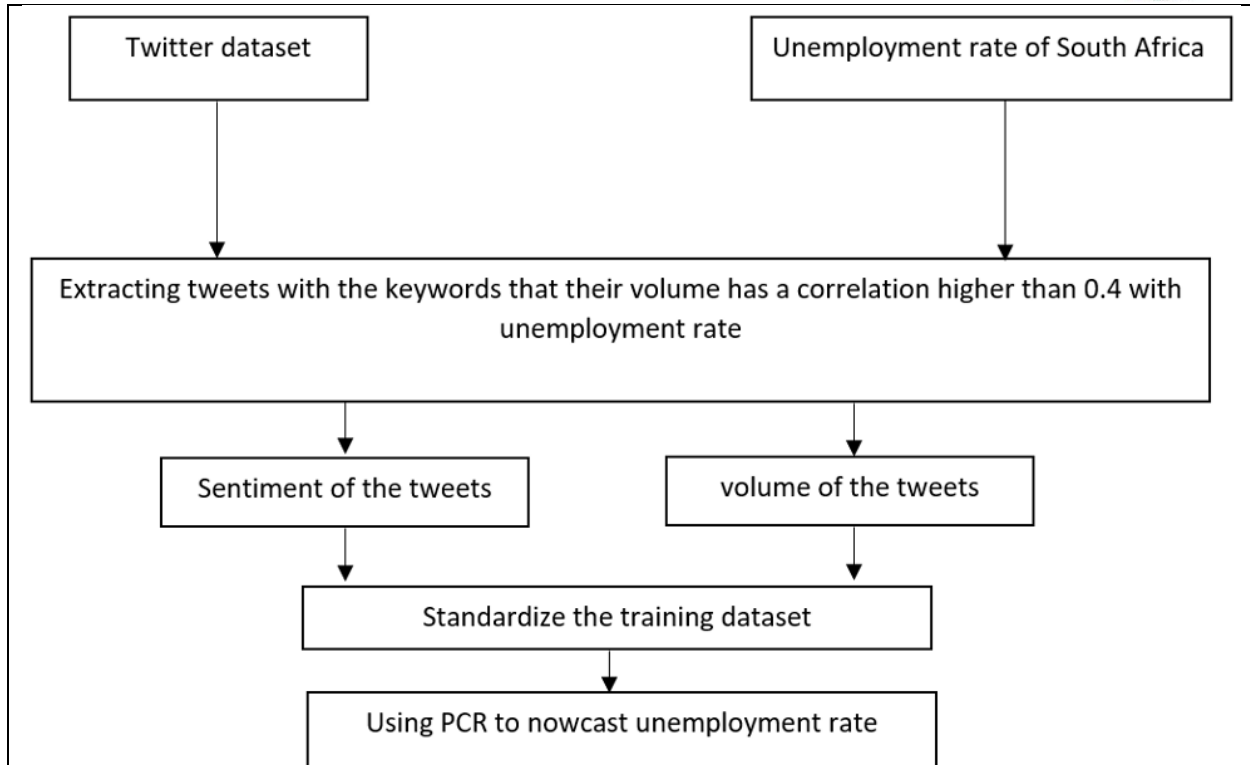 Twitter dataset
Unemployment rate of South Africa
Extracting tweets with the keywords that their volume has a correlation higher than 0.4 with
unemployment rate
Sentiment of the tweets
volume of the tweets
Standardize the training dataset
Using PCR to nowcast unemployment rate